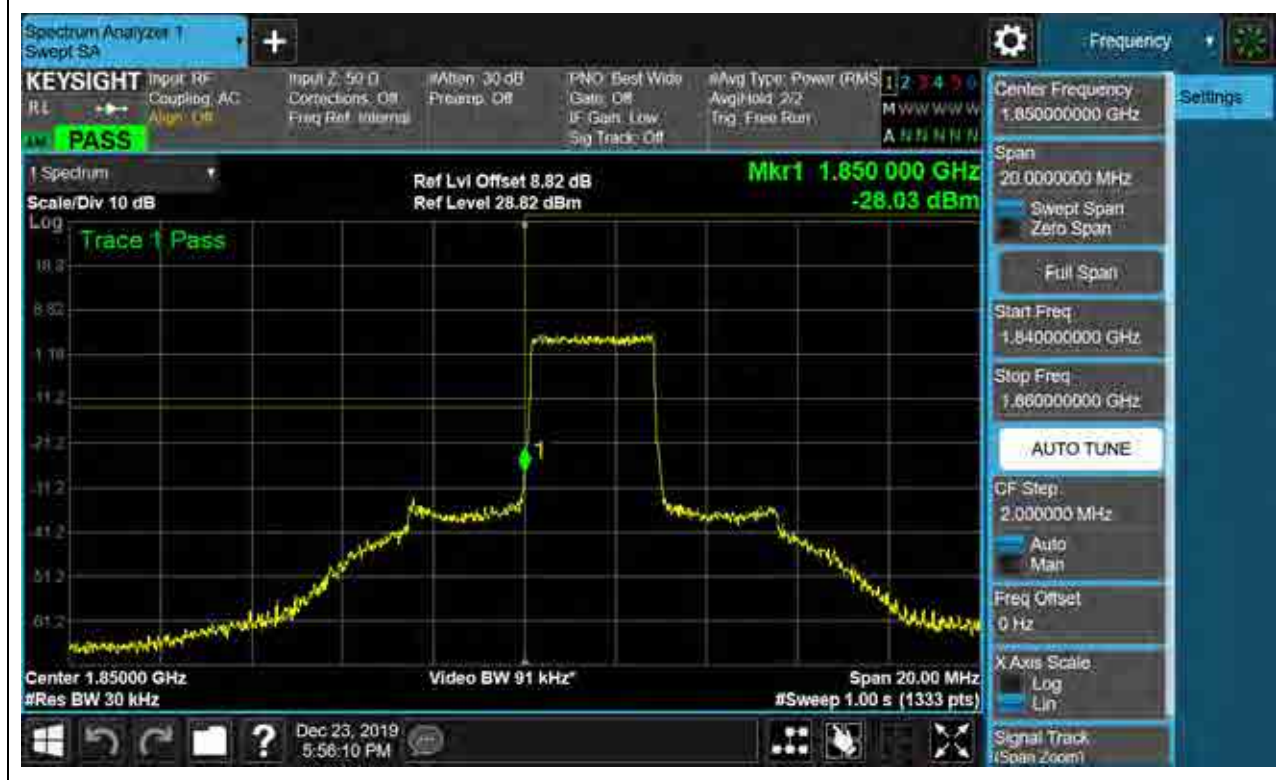 Spectrum Analyzer 1
Swept SA
+
Frequency
KEYSIGHT
Input: RF
Coupling: AC
Align: Off
Input Z: 50 Ω
Corrections: Off
Freq Ref: Internal
#Atten: 30 dB
Preamp: Off
PNO: Best Wide
Gate: Off
IF Gain: Low
Sig Track: Off
#Avg Type: Power (RMS
Avg|Hold: 2/2
Trig: Free Run
1 2 3 4 5 6
M W W W W W
A N N N N N
RL
PASS
1 Spectrum
Scale/Div 10 dB
Ref Lvl Offset 8.82 dB
Ref Level 28.82 dBm
Mkr1 1.850 000 GHz
-28.03 dBm
Log
Trace 1 Pass
18.8
8.82
-1.18
-11.2
-21.2
-31.2
-41.2
-51.2
-61.2
1
Center 1.85000 GHz
#Res BW 30 kHz
Video BW 91 kHz*
Span 20.00 MHz
#Sweep 1.00 s (1333 pts)
Dec 23, 2019
5:56:10 PM
?
Center Frequency
1.850000000 GHz
Settings
Span
20.0000000 MHz
Swept Span
Zero Span
Full Span
Start Freq
1.840000000 GHz
Stop Freq
1.860000000 GHz
AUTO TUNE
CF Step
2.000000 MHz
Auto
Man
Freq Offset
0 Hz
X Axis Scale
Log
Lin
Signal Track
(Span Zoom)